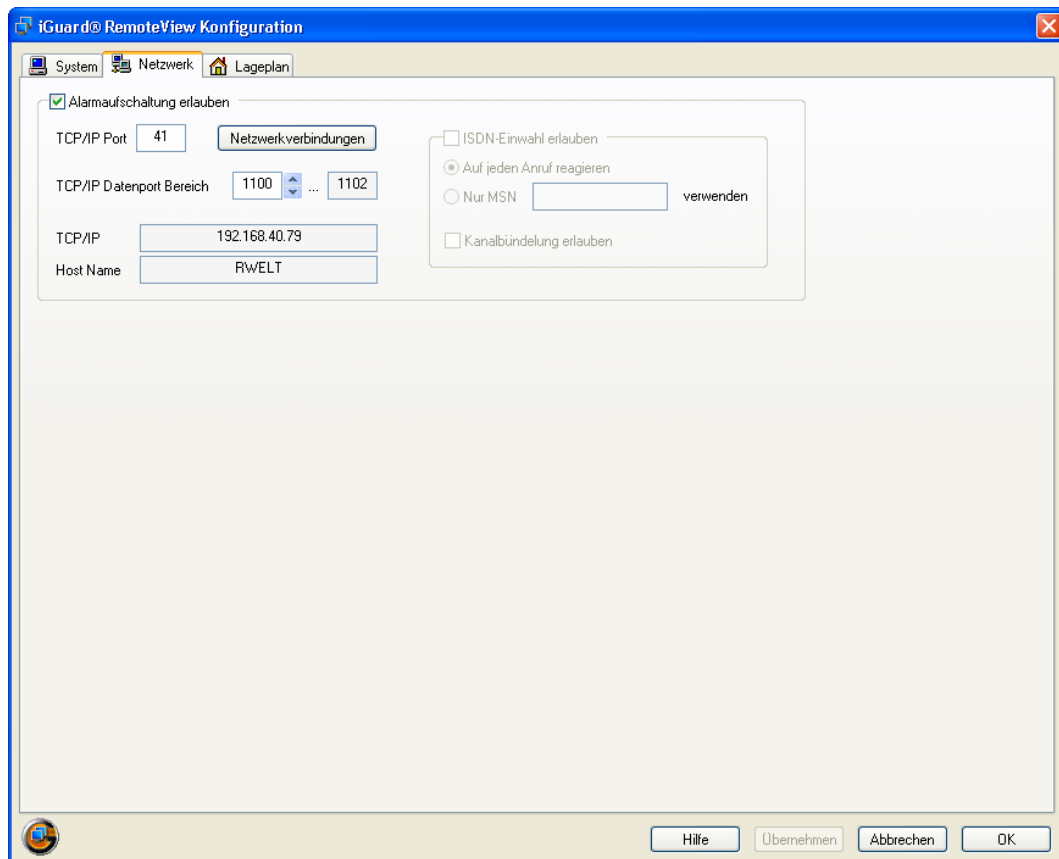 iGuard® RemoteView Konfiguration
System Netzwerk Lageplan
Alarmaufschaltung erlauben
TCP/IP Port 41 Netzwerkverbindungen
TCP/IP Datenport Bereich 1100 ... 1102
TCP/IP 192.168.40.79
Host Name RWELT
ISDN-Einwahl erlauben
Auf jeden Anruf reagieren
Nur MSN verwenden
Kanalbündelung erlauben
Hilfe Übernehmen Abbrechen OK